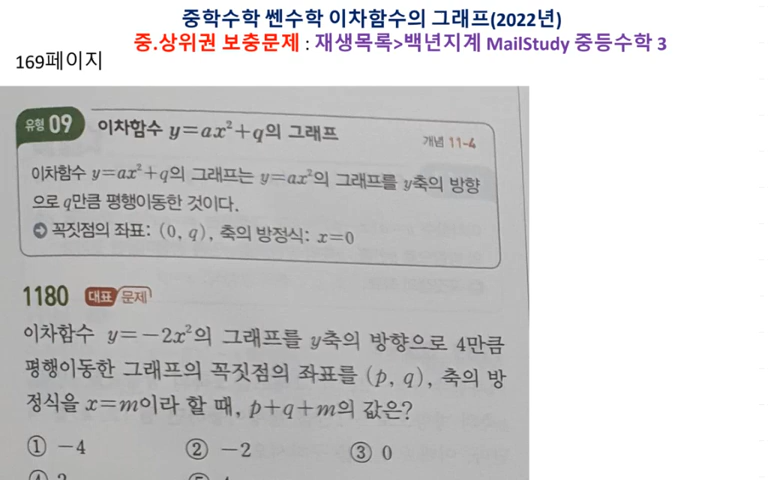 중학수학 쎈수학 이차함수의 그래프(2022년)
중.상위권 보충문제 : 재생목록>백년지계 MailStudy 중등수학 3
169페이지
유형 09 이차함수 y=ax²+q의 그래프
개념 11-4
이차함수 y=ax²+q의 그래프는 y=ax²의 그래프를 y축의 방향
으로 q만큼 평행이동한 것이다.
➲ 꼭짓점의 좌표: (0, q), 축의 방정식: x=0
1180 대표 문제
이차함수 y=-2x²의 그래프를 y축의 방향으로 4만큼
평행이동한 그래프의 꼭짓점의 좌표를 (p, q), 축의 방
정식을 x=m이라 할 때, p+q+m의 값은?
① -4 ② -2 ③ 0